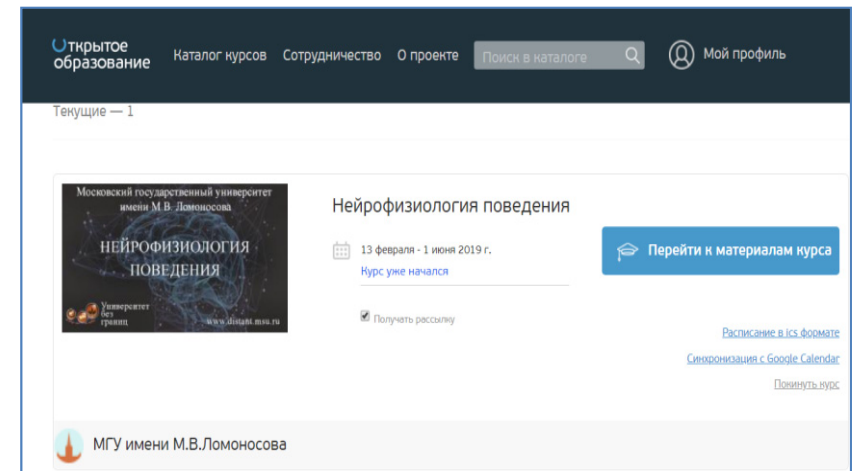 Открытое образование
Каталог курсов
Сотрудничество
О проекте
Поиск в каталоге
Мой профиль
Текущие — 1
Московский государственный университет
имени М.В. Ломоносова
НЕЙРОФИЗИОЛОГИЯ
ПОВЕДЕНИЯ
Университет
без
границ
www.distant.msu.ru
Нейрофизиология поведения
13 февраля - 1 июня 2019 г.
Курс уже начался
Получать рассылку
Перейти к материалам курса
Расписание в ics формате
Синхронизация с Google Calendar
Покинуть курс
МГУ имени М.В.Ломоносова